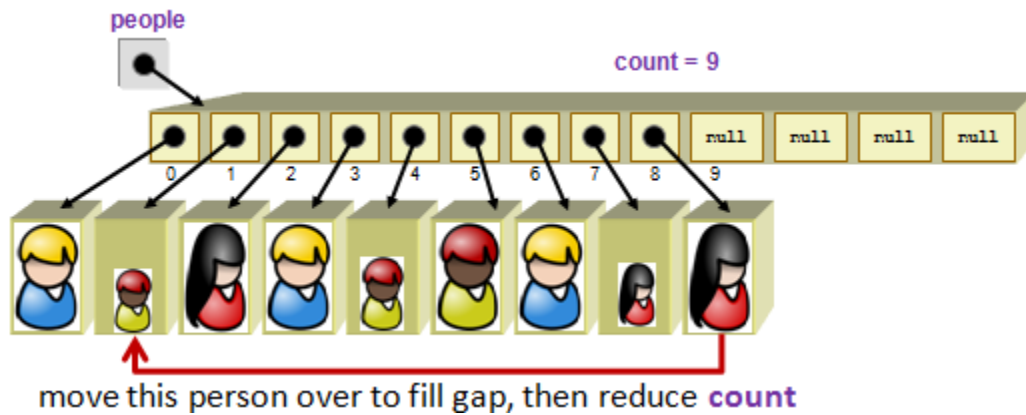 people
count = 9
null null null null
0 1 2 3 4 5 6 7 8 9
move this person over to fill gap, then reduce count